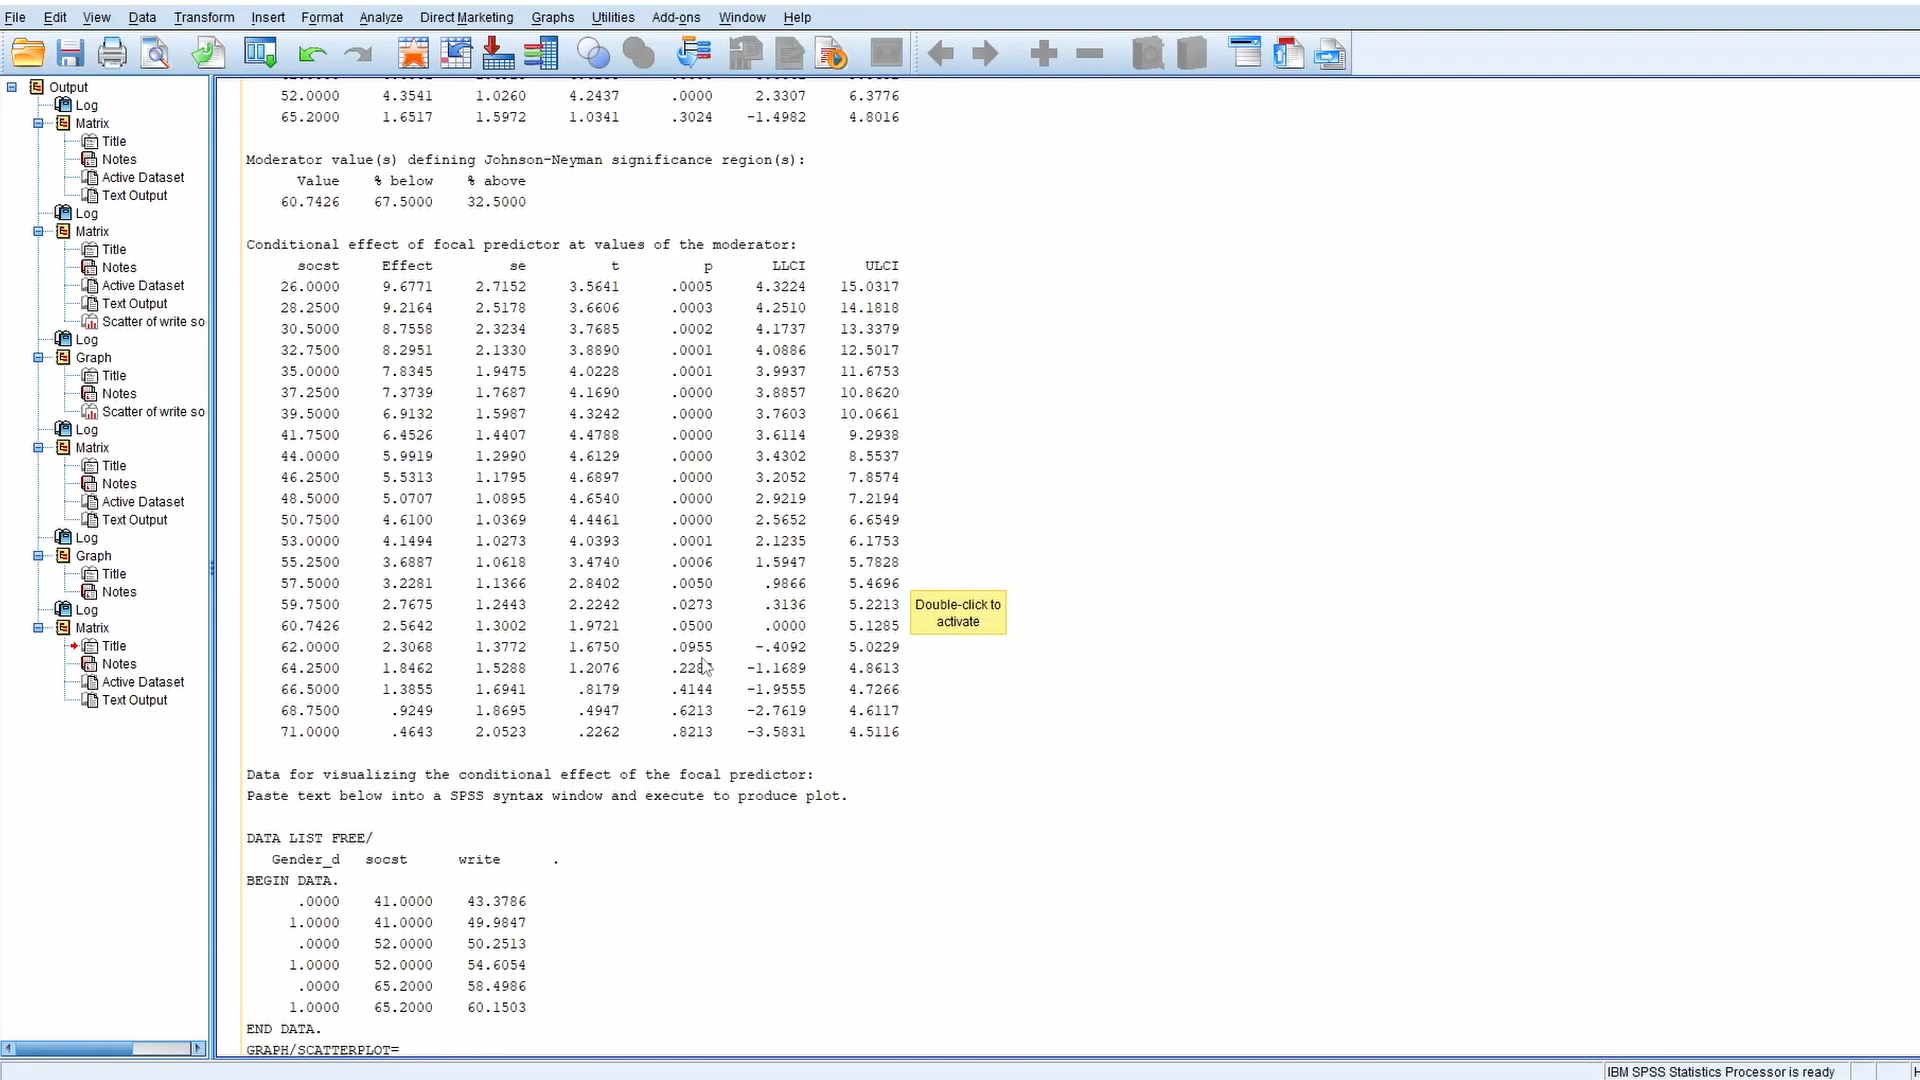 File Edit View Data Transform Insert Format Analyze Direct Marketing Graphs Utilities Add-ons Window Help
Output
Log
Matrix
Title
Notes
Active Dataset
Text Output
Log
Matrix
Title
Notes
Active Dataset
Text Output
Scatter of write so
Log
Graph
Title
Notes
Scatter of write so
Log
Matrix
Title
Notes
Active Dataset
Text Output
Log
Graph
Title
Notes
Log
Matrix
Title
Notes
Active Dataset
Text Output
52.0000 4.3541 1.0260 4.2437 .0000 2.3307 6.3776
65.2000 1.6517 1.5972 1.0341 .3024 -1.4982 4.8016
Moderator value(s) defining Johnson-Neyman significance region(s):
Value % below % above
60.7426 67.5000 32.5000
Conditional effect of focal predictor at values of the moderator:
socst Effect se t p LLCI ULCI
26.0000 9.6771 2.7152 3.5641 .0005 4.3224 15.0317
28.2500 9.2164 2.5178 3.6606 .0003 4.2510 14.1818
30.5000 8.7558 2.3234 3.7685 .0002 4.1737 13.3379
32.7500 8.2951 2.1330 3.8890 .0001 4.0886 12.5017
35.0000 7.8345 1.9475 4.0228 .0001 3.9937 11.6753
37.2500 7.3739 1.7687 4.1690 .0000 3.8857 10.8620
39.5000 6.9132 1.5987 4.3242 .0000 3.7603 10.0661
41.7500 6.4526 1.4407 4.4788 .0000 3.6114 9.2938
44.0000 5.9919 1.2990 4.6129 .0000 3.4302 8.5537
46.2500 5.5313 1.1795 4.6897 .0000 3.2052 7.8574
48.5000 5.0707 1.0895 4.6540 .0000 2.9219 7.2194
50.7500 4.6100 1.0369 4.4461 .0000 2.5652 6.6549
53.0000 4.1494 1.0273 4.0393 .0001 2.1235 6.1753
55.2500 3.6887 1.0618 3.4740 .0006 1.5947 5.7828
57.5000 3.2281 1.1366 2.8402 .0050 .9866 5.4696
59.7500 2.7675 1.2443 2.2242 .0273 .3136 5.2213
60.7426 2.5642 1.3002 1.9721 .0500 .0000 5.1285
62.0000 2.3068 1.3772 1.6750 .0955 -.4092 5.0229
64.2500 1.8462 1.5288 1.2076 -1.1689 4.8613
66.5000 1.3855 1.6941 .8179 .4144 -1.9555 4.7266
68.7500 .9249 1.8695 .4947 .6213 -2.7619 4.6117
71.0000 .4643 2.0523 .2262 .8213 -3.5831 4.5116
Double-click to
activate
Data for visualizing the conditional effect of the focal predictor:
Paste text below into a SPSS syntax window and execute to produce plot.
DATA LIST FREE/
Gender_d socst write .
BEGIN DATA.
.0000 41.0000 43.3786
1.0000 41.0000 49.9847
.0000 52.0000 50.2513
1.0000 52.0000 54.6054
.0000 65.2000 58.4986
1.0000 65.2000 60.1503
END DATA.
GRAPH/SCATTERPLOT=
IBM SPSS Statistics Processor is ready
H